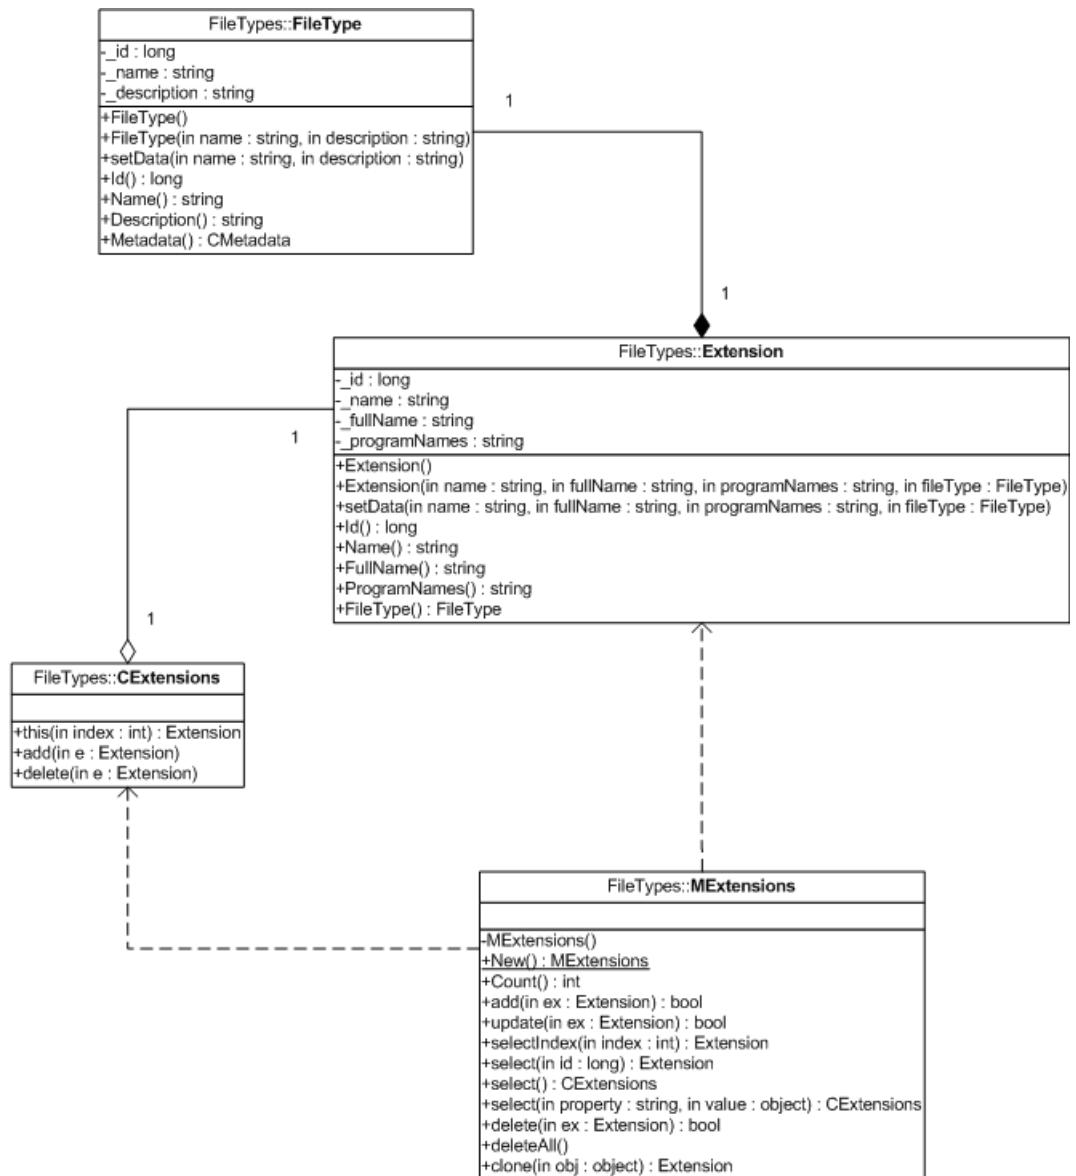 FileTypes::FileType
-_id : long
-_name : string
-_description : string
+FileType()
+FileType(in name : string, in description : string)
+setData(in name : string, in description : string)
+Id() : long
+Name() : string
+Description() : string
+Metadata() : CMetadata
1
1
FileTypes::Extension
-_id : long
-_name : string
-_fullName : string
-_programNames : string
+Extension()
+Extension(in name : string, in fullName : string, in programNames : string, in fileType : FileType)
+setData(in name : string, in fullName : string, in programNames : string, in fileType : FileType)
+Id() : long
+Name() : string
+FullName() : string
+ProgramNames() : string
+FileType() : FileType
1
1
FileTypes::CExtensions
+this(in index : int) : Extension
+add(in e : Extension)
+delete(in e : Extension)
FileTypes::MExtensions
-MExtensions()
+New() : MExtensions
+Count() : int
+add(in ex : Extension) : bool
+update(in ex : Extension) : bool
+selectIndex(in index : int) : Extension
+select(in id : long) : Extension
+select() : CExtensions
+select(in property : string, in value : object) : CExtensions
+delete(in ex : Extension) : bool
+deleteAll()
+clone(in obj : object) : Extension